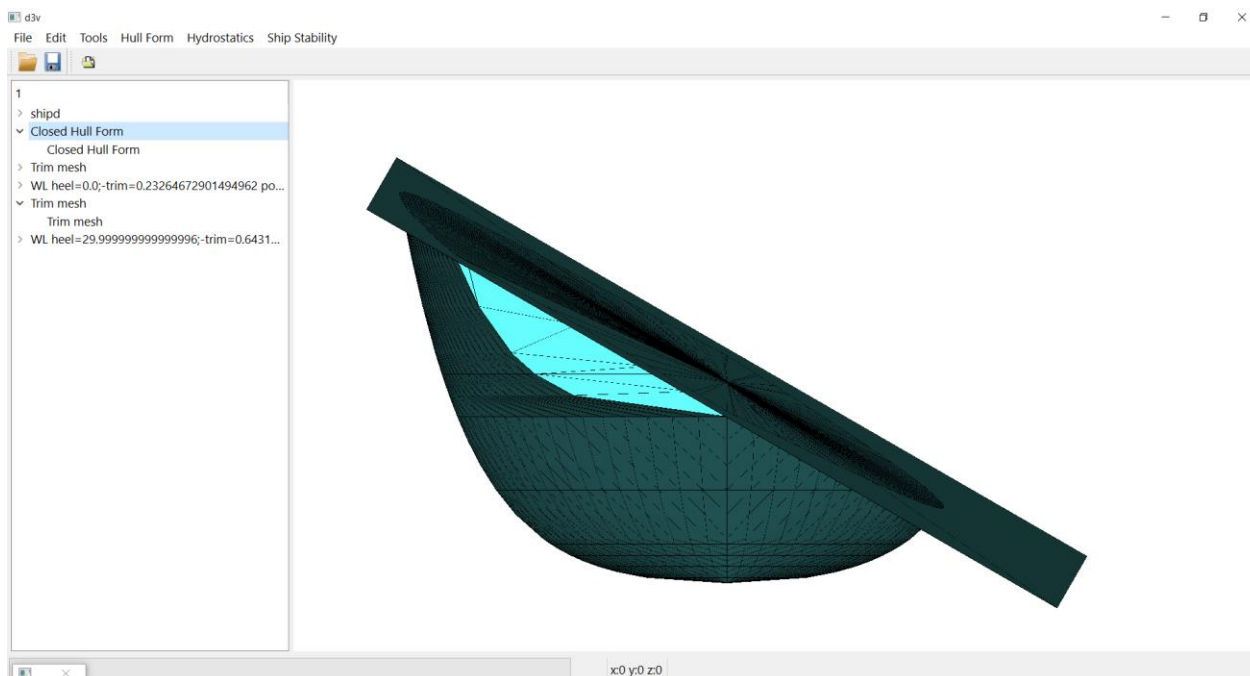 d3v
File Edit Tools Hull Form Hydrostatics Ship Stability
1
shipd
Closed Hull Form
Closed Hull Form
Trim mesh
WL heel=0.0;-trim=0.23264672901494962 po...
Trim mesh
Trim mesh
WL heel=29.999999999999996;-trim=0.6431...
x:0 y:0 z:0